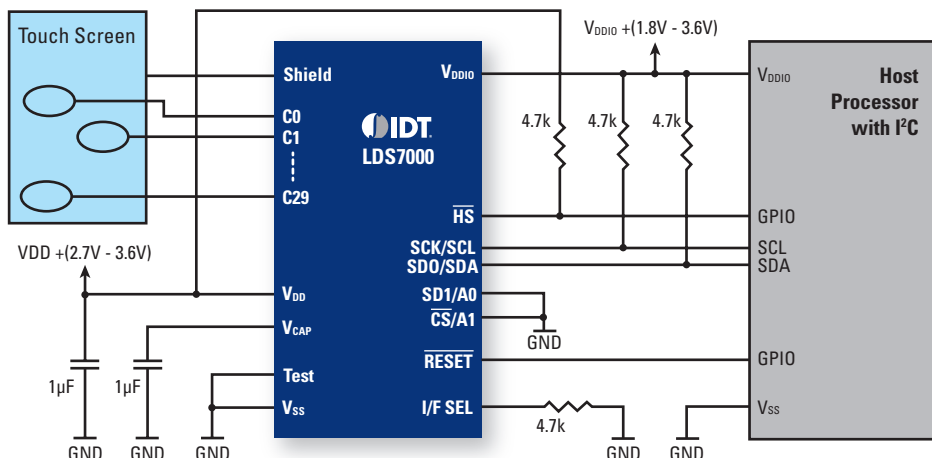 Touch Screen
VDD +(2.7V - 3.6V)
1µF
GND
1µF
GND
GND
Shield
C0
C1
C29
VDD
VCAP
Test
VSS
IDT
LDS7000
VDDIO
HS
SCK/SCL
SDO/SDA
SD1/A0
CS/A1
RESET
I/F SEL
VDDIO +(1.8V - 3.6V)
4.7k
4.7k
4.7k
GND
4.7k
GND
GND
VDDIO
Host
Processor
with I²C
GPIO
SCL
SDA
GPIO
VSS